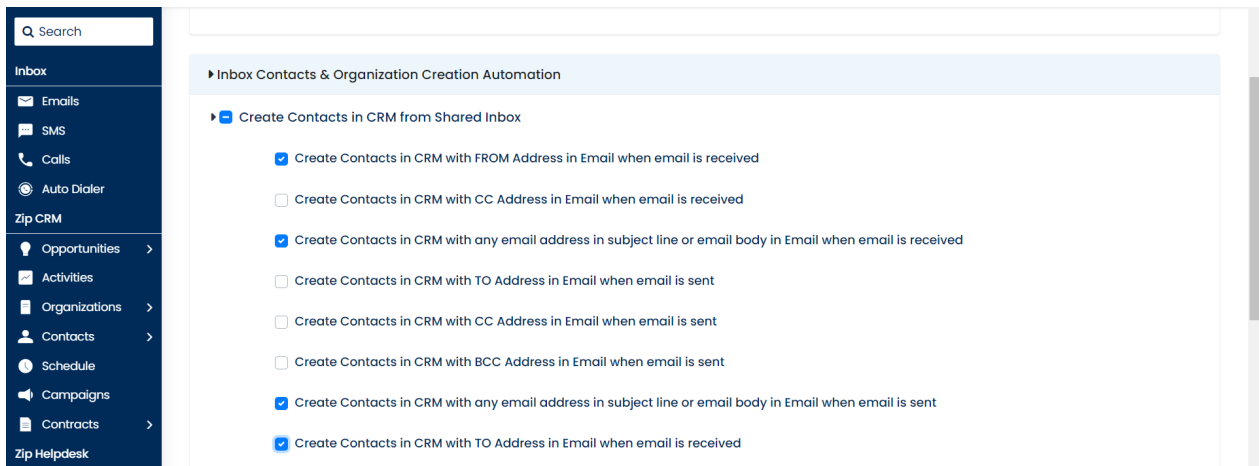 Search
Inbox
Emails
SMS
Calls
Auto Dialer
Zip CRM
Opportunities
Activities
Organizations
Contacts
Schedule
Campaigns
Contracts
Zip Helpdesk
Inbox Contacts & Organization Creation Automation
Create Contacts in CRM from Shared Inbox
Create Contacts in CRM with FROM Address in Email when email is received
Create Contacts in CRM with CC Address in Email when email is received
Create Contacts in CRM with any email address in subject line or email body in Email when email is received
Create Contacts in CRM with TO Address in Email when email is sent
Create Contacts in CRM with CC Address in Email when email is sent
Create Contacts in CRM with BCC Address in Email when email is sent
Create Contacts in CRM with any email address in subject line or email body in Email when email is sent
Create Contacts in CRM with TO Address in Email when email is received